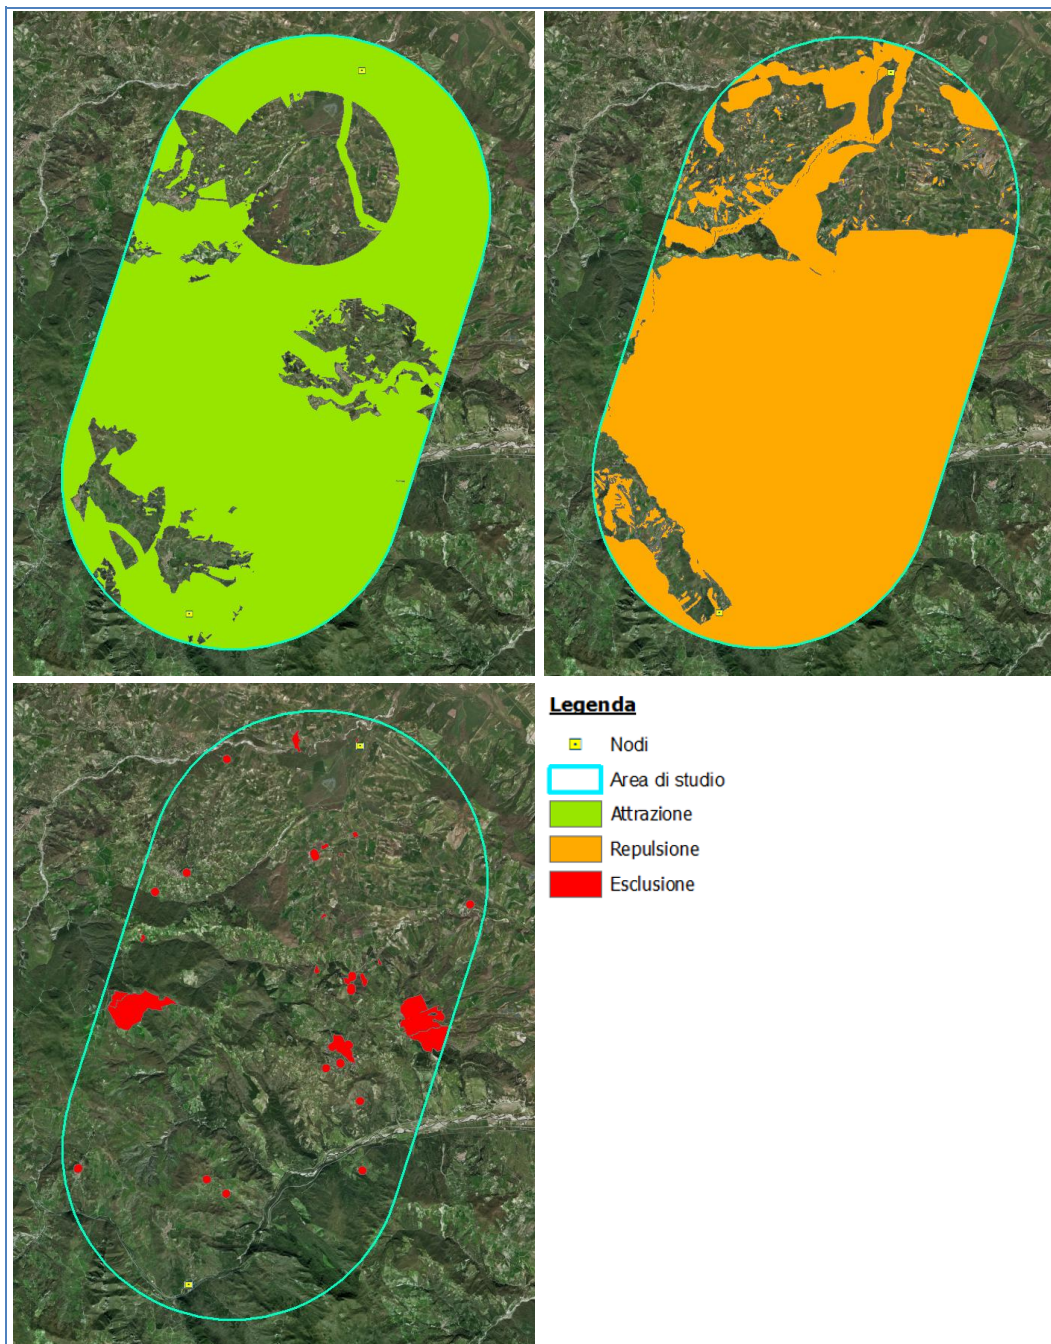 Legenda
Nodi
Area di studio
Attrazione
Repulsione
Esclusione